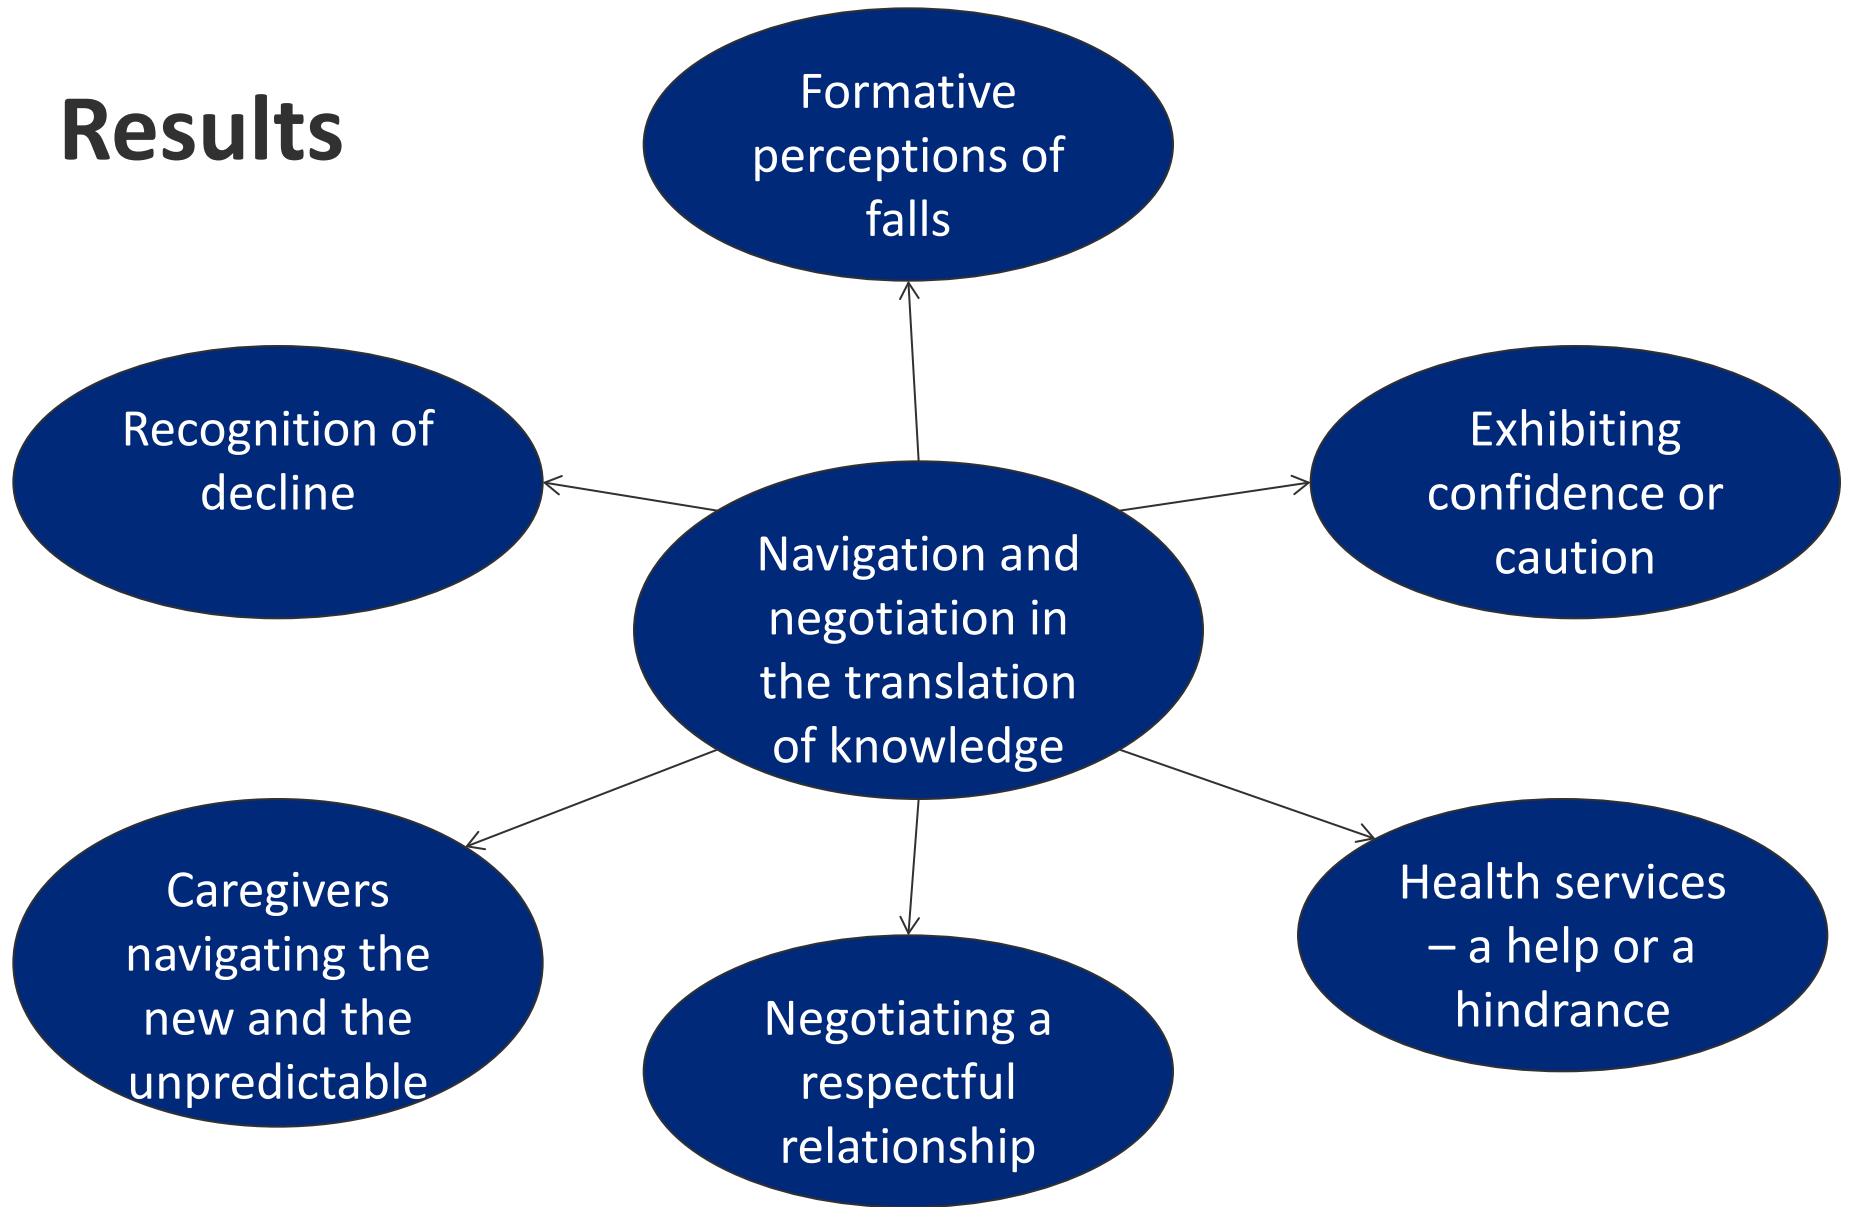 Results
Formative
perceptions of
falls
Recognition of
decline
Exhibiting
confidence or
caution
Navigation and
negotiation in
the translation
of knowledge
Caregivers
navigating the
new and the
unpredictable
Negotiating a
respectful
relationship
Health services
– a help or a
hindrance